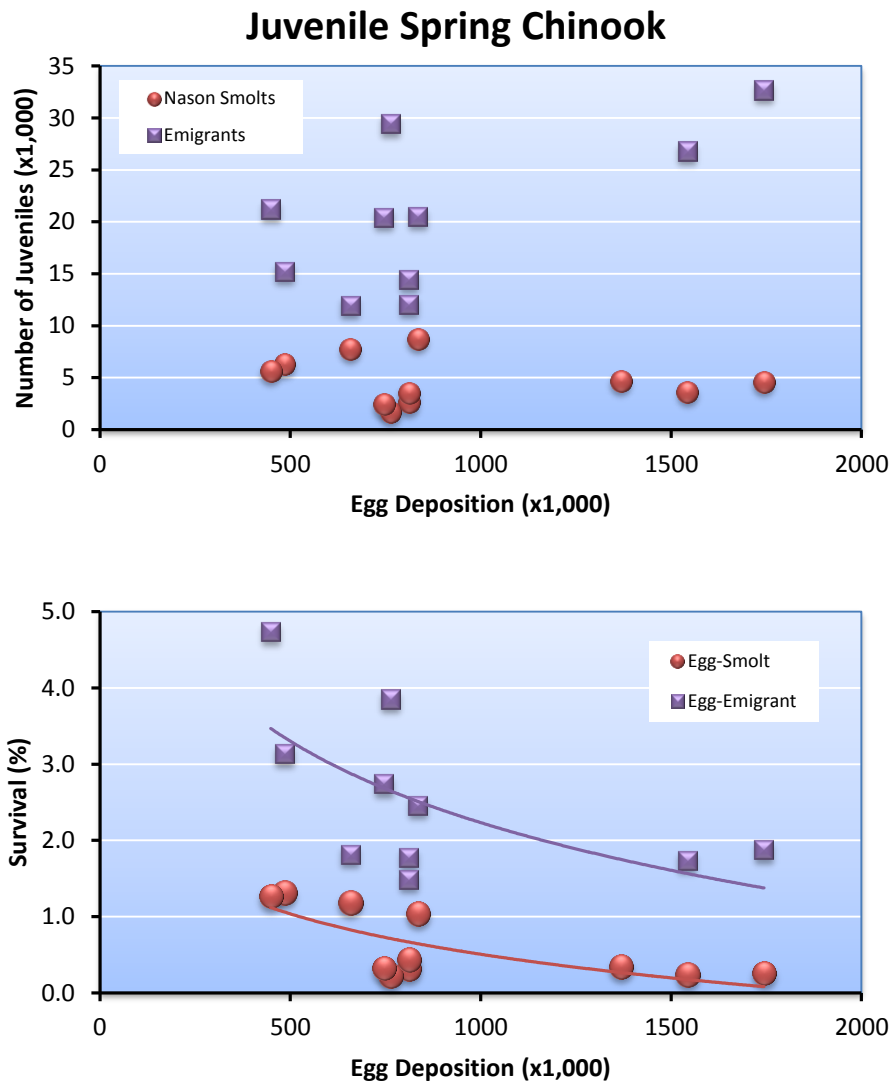 Juvenile Spring Chinook
35
30
25
20
15
10
5
0
Number of Juveniles (x1,000)
Nason Smolts
Emigrants
0 500 1000 1500 2000
Egg Deposition (x1,000)
5.0
4.0
3.0
2.0
1.0
0.0
Survival (%)
Egg-Smolt
Egg-Emigrant
0 500 1000 1500 2000
Egg Deposition (x1,000)